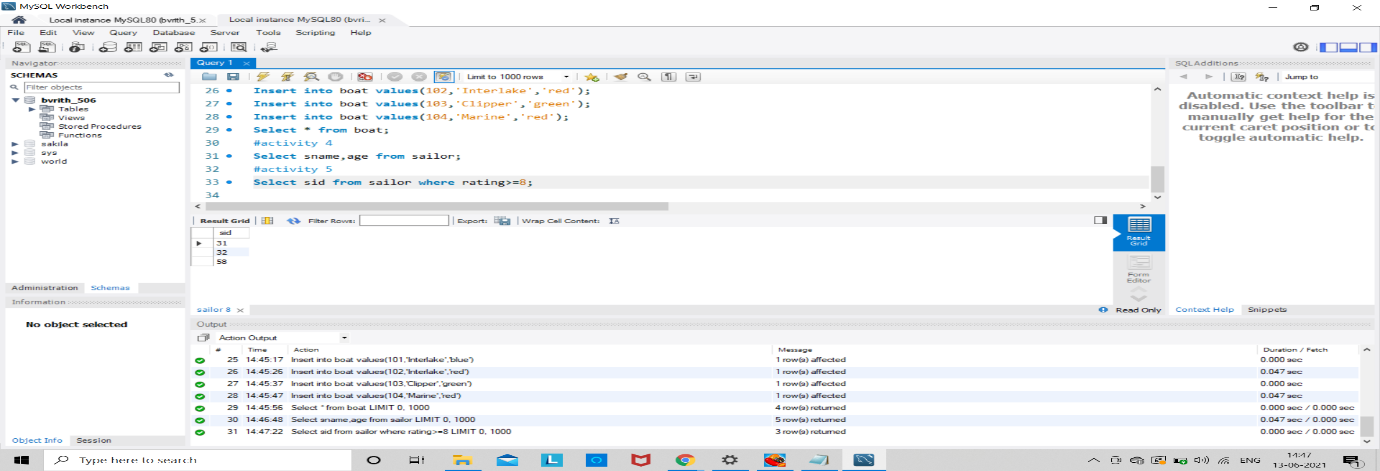 MySQL Workbench
Local instance MySQL80 (bvrith_5.. × Local instance MySQL80 (bvri... ×
File Edit View Query Database Server Tools Scripting Help
Navigator
SCHEMAS
Filter objects
bvrith_506
Tables
Views
Stored Procedures
Functions
sakila
sys
world
Administration Schemas
Information
No object selected
Object Info Session
Query 1 ×
Limit to 1000 rows
26 Insert into boat values(102,'Interlake','red');
27 Insert into boat values(103,'Clipper','green');
28 Insert into boat values(104,'Marine','red');
29 Select * from boat;
30 #activity 4
31 Select sname,age from sailor;
32 #activity 5
33 Select sid from sailor where rating>=8;
34
Result Grid Filter Rows: Export: Wrap Cell Content:
sid
31
32
58
Result Grid
Form Editor
sailor 8 × Read Only
Output
Action Output
# Time Action Message Duration / Fetch
25 14:45:17 Insert into boat values(101,'Interlake','blue') 1 row(s) affected 0.000 sec
26 14:45:26 Insert into boat values(102,'Interlake','red') 1 row(s) affected 0.047 sec
27 14:45:37 Insert into boat values(103,'Clipper','green') 1 row(s) affected 0.000 sec
28 14:45:47 Insert into boat values(104,'Marine','red') 1 row(s) affected 0.047 sec
29 14:45:56 Select * from boat LIMIT 0, 1000 4 row(s) returned 0.000 sec / 0.000 sec
30 14:46:48 Select sname,age from sailor LIMIT 0, 1000 5 row(s) returned 0.047 sec / 0.000 sec
31 14:47:22 Select sid from sailor where rating>=8 LIMIT 0, 1000 3 row(s) returned 0.000 sec / 0.000 sec
SQLAdditions
Jump to
Automatic context help is
disabled. Use the toolbar t
manually get help for the
current caret position or to
toggle automatic help.
Context Help Snippets
Type here to search
ENG
14:47
13-06-2021